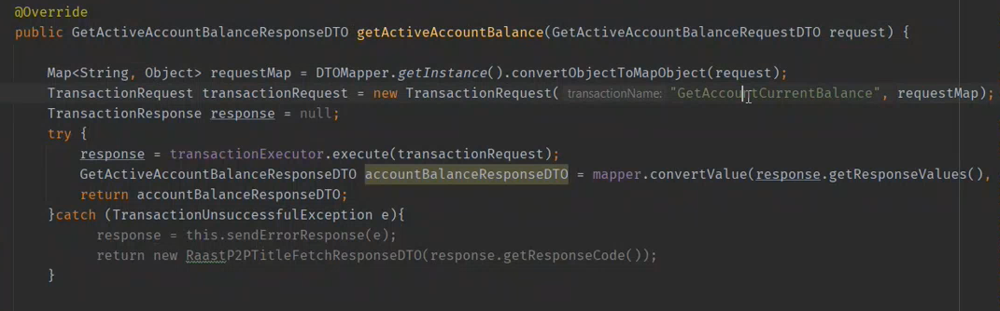 @Override
public GetActiveAccountBalanceResponseDTO getActiveAccountBalance(GetActiveAccountBalanceRequestDTO request) {
Map<String, Object> requestMap = DTOMapper.getInstance().convertObjectToMapObject(request);
TransactionRequest transactionRequest = new TransactionRequest( transactionName: "GetAccountCurrentBalance", requestMap);
TransactionResponse response = null;
try {
response = transactionExecutor.execute(transactionRequest);
GetActiveAccountBalanceResponseDTO accountBalanceResponseDTO = mapper.convertValue(response.getResponseValues(),
return accountBalanceResponseDTO;
}catch (TransactionUnsuccessfulException e){
response = this.sendErrorResponse(e);
return new RaastP2PTitleFetchResponseDTO(response.getResponseCode());
}